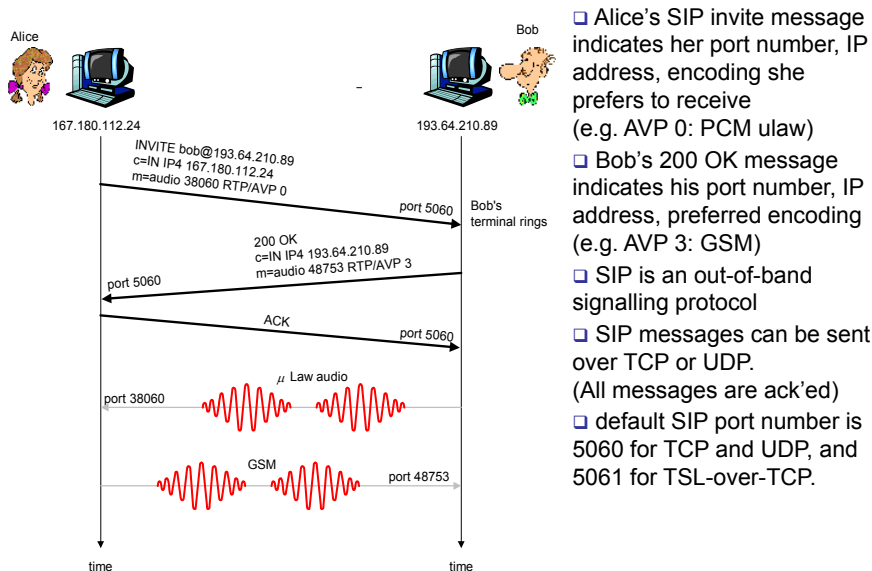 Alice
Bob
-
167.180.112.24
193.64.210.89
INVITE bob@193.64.210.89
c=IN IP4 167.180.112.24
m=audio 38060 RTP/AVP 0
port 5060
Bob's
terminal rings
200 OK
c=IN IP4 193.64.210.89
m=audio 48753 RTP/AVP 3
port 5060
ACK
port 5060
μ Law audio
port 38060
GSM
port 48753
time
time
❑ Alice’s SIP invite message
indicates her port number, IP
address, encoding she
prefers to receive
(e.g. AVP 0: PCM ulaw)
❑ Bob’s 200 OK message
indicates his port number, IP
address, preferred encoding
(e.g. AVP 3: GSM)
❑ SIP is an out-of-band
signalling protocol
❑ SIP messages can be sent
over TCP or UDP.
(All messages are ack’ed)
❑ default SIP port number is
5060 for TCP and UDP, and
5061 for TSL-over-TCP.